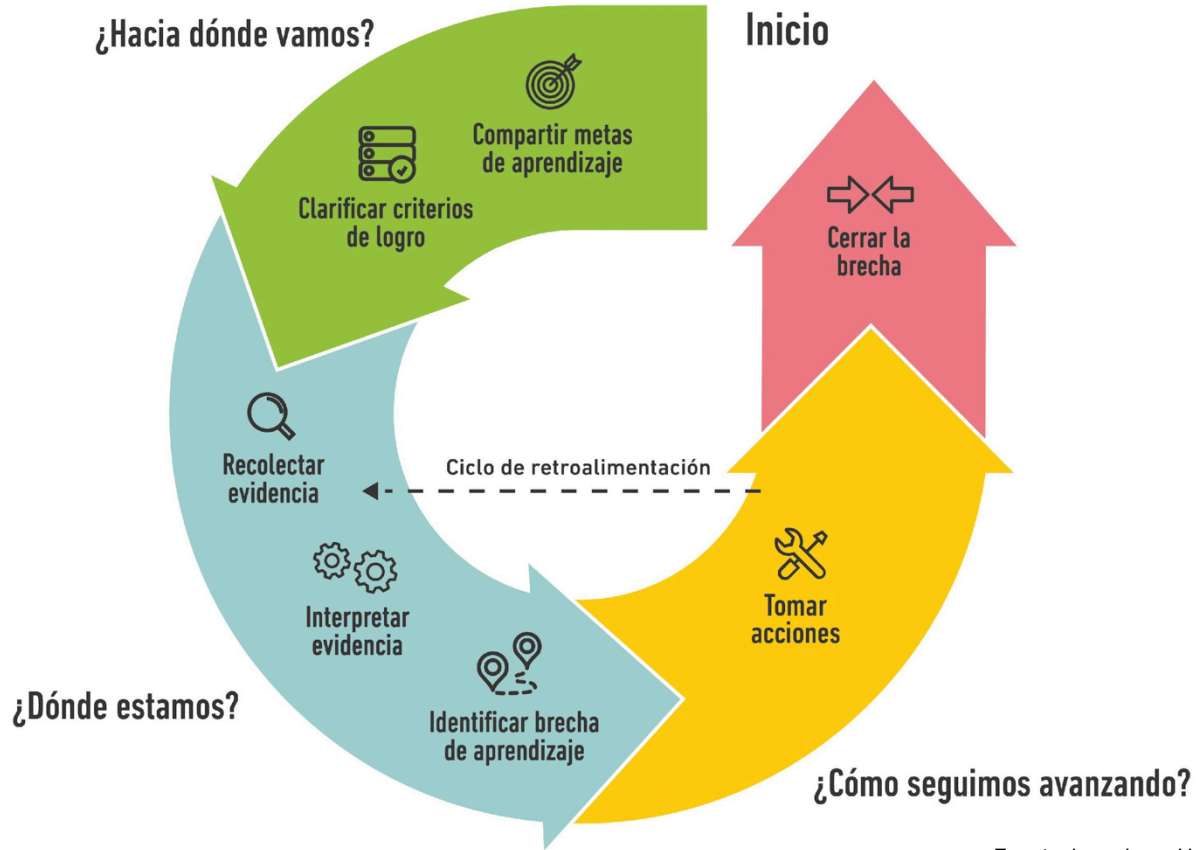 ¿Hacia dónde vamos?
Inicio
Compartir metas
de aprendizaje
Clarificar criterios
de logro
Cerrar la
brecha
Recolectar
evidencia
Ciclo de retroalimentación
Interpretar
evidencia
Tomar
acciones
¿Dónde estamos?
Identificar brecha
de aprendizaje
¿Cómo seguimos avanzando?